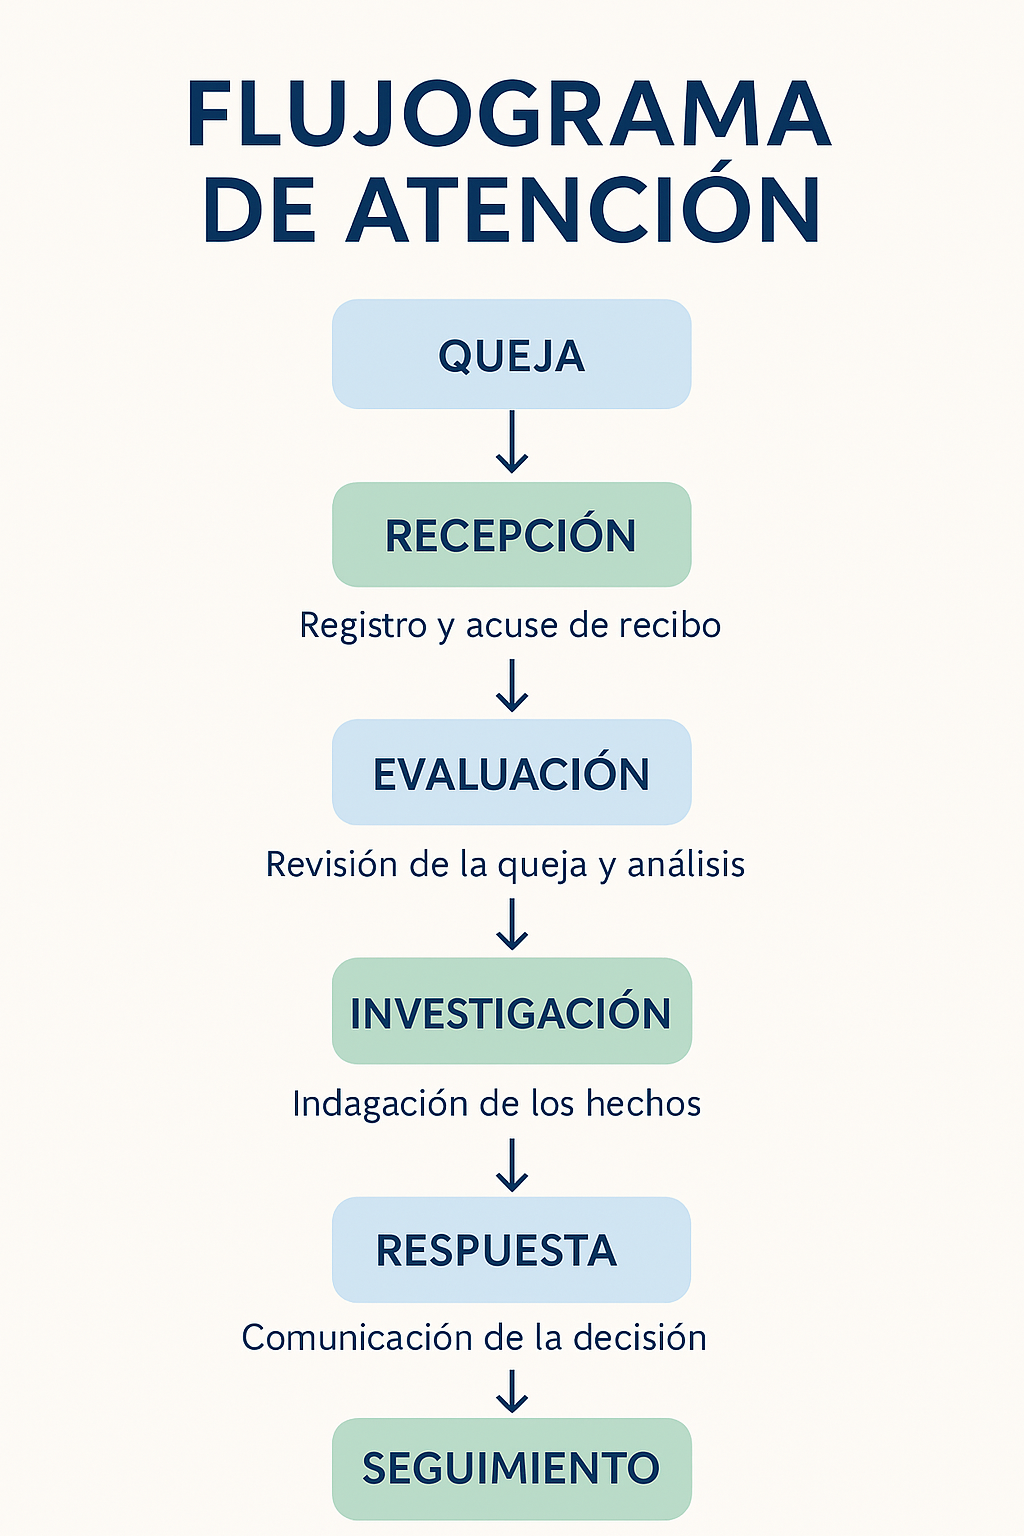 FLUJOGRAMA
DE ATENCIÓN
QUEJA
RECEPCIÓN
Registro y acuse de recibo
EVALUACIÓN
Revisión de la queja y análisis
INVESTIGACIÓN
Indagación de los hechos
RESPUESTA
Comunicación de la decisión
SEGUIMIENTO